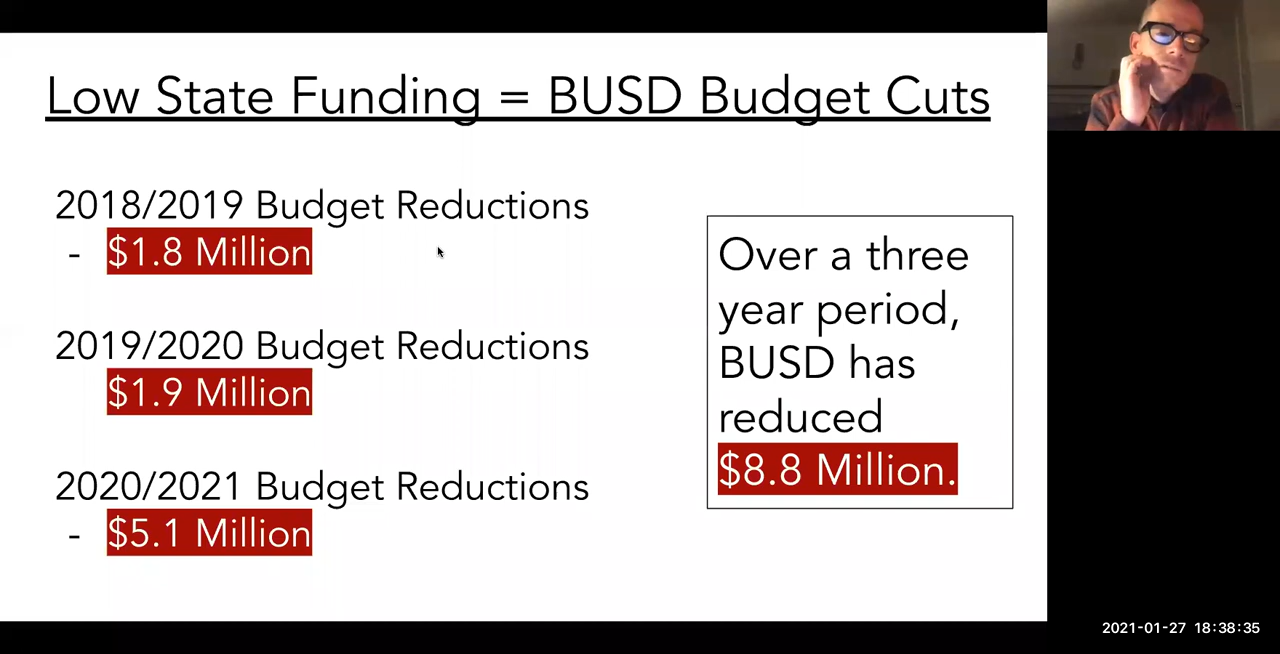 Low State Funding = BUSD Budget Cuts
2018/2019 Budget Reductions
- $1.8 Million
2019/2020 Budget Reductions
$1.9 Million
2020/2021 Budget Reductions
- $5.1 Million
Over a three
year period,
BUSD has
reduced
$8.8 Million.
2021-01-27 18:38:35